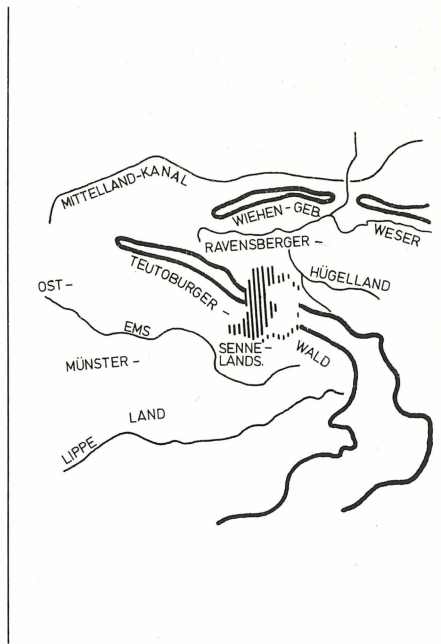 MITTELLAND-KANAL
WIEHEN-GEB.
WESER
RAVENSBERGER -
TEUTOBURGER -
HÜGELLAND
OST -
EMS
SENNE -
LANDS.
WALD
MÜNSTER -
LAND
LIPPE